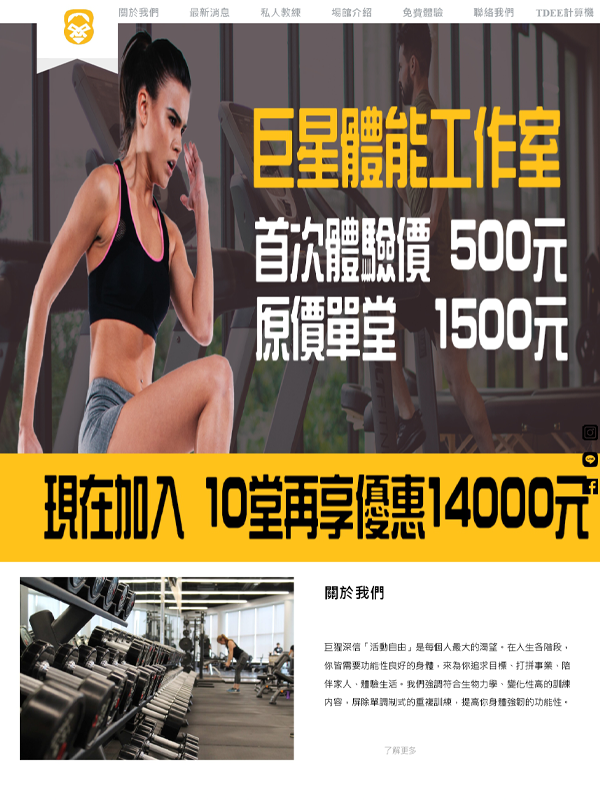 關於我們 最新消息 私人教練 場館介紹 免費體驗 聯絡我們 TDEE計算機
巨星體能工作室
首次體驗價 500元
原價單堂 1500元
現在加入 10堂再享優惠14000元
關於我們
巨猩深信「活動自由」是每個人最大的渴望。在人生各階段，
你皆需要功能性良好的身體，來為你追求目標、打拼事業、陪
伴家人、體驗生活。我們強調符合生物力學、變化性高的訓練
內容，屏除單調制式的重複訓練，提高你身體強韌的功能性。
了解更多